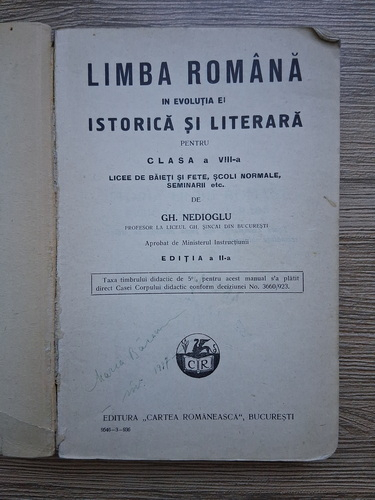 LIMBA ROMÂNĂ
IN EVOLUȚIA EI
ISTORICĂ ȘI LITERARĂ
PENTRU
CLASA a VIII-a
LICEE DE BĂIEȚI ȘI FETE, ȘCOLI NORMALE,
SEMINARII etc.
DE
GH. NEDIOGLU
PROFESOR LA LICEUL GH. ȘINCAI DIN BUCUREȘTI
Aprobat de Ministerul Instrucțiunii
EDIȚIA a II-a
Taxa timbrului didactic de 5% pentru acest manual s'a plătit
direct Casei Corpului didactic conform deciziunei No. 3660/923.
CR
EDITURA „CARTEA ROMÂNEASCĂ", BUCUREȘTI